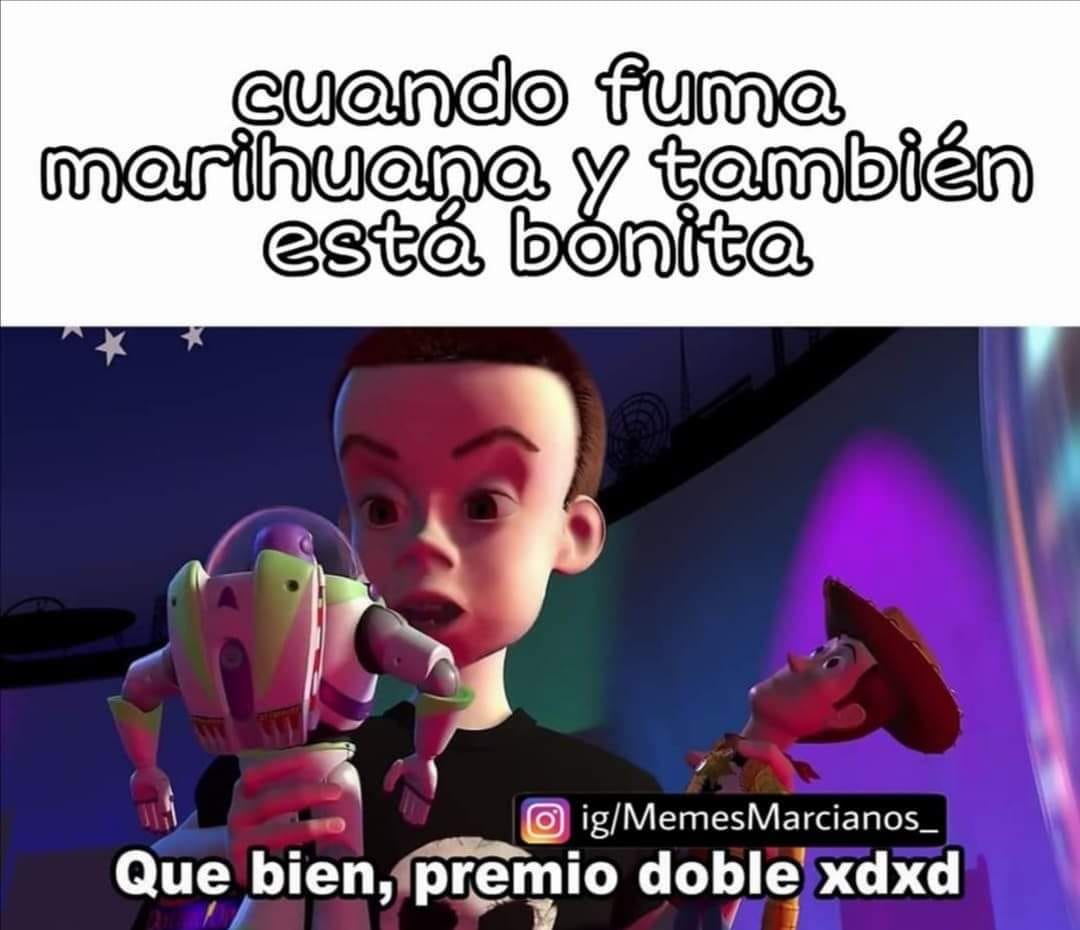 cuando fuma
marihuana y también
está bonita
ig/MemesMarcianos_
Que bien, premio doble xdxd